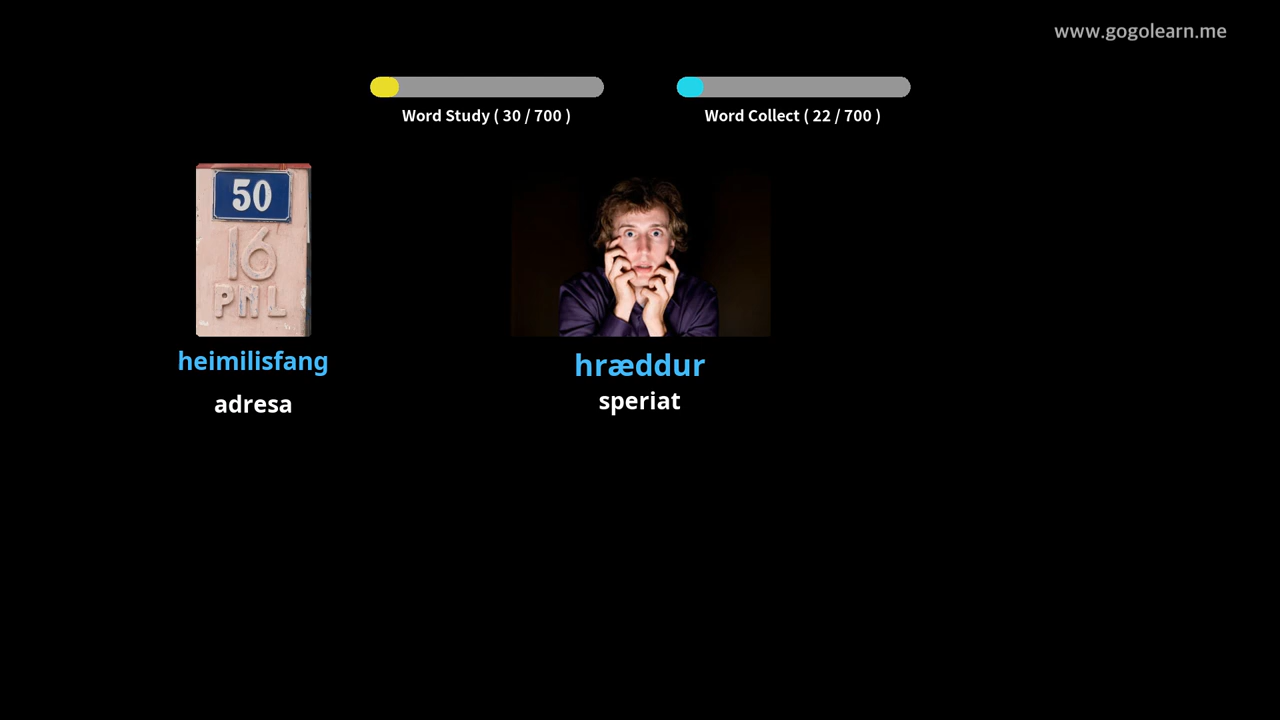 www.gogolearn.me
Word Study ( 30 / 700 )
Word Collect ( 22 / 700 )
50
16
PNL
heimilisfang
adresa
hræddur
speriat